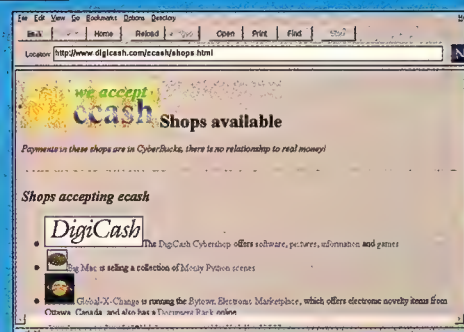 File Edit View Go Bookmarks Options Directory
Back Home Reload Open Print Find Stop
Location: http://www.digicash.com/ccash/shops.html
N
we accept
ecash Shops available
Payments in these shops are in CyberBucks, there is no relationship to real money!
Shops accepting ecash
DigiCash The DigiCash Cybershop offers software, pictures, information and games
Big Mac is selling a collection of Monty Python scenes
Global-X-Change is running the Bytown Electronic Marketplace, which offers electronic novelty items from
Ottawa, Canada, and also has a Document Rack online